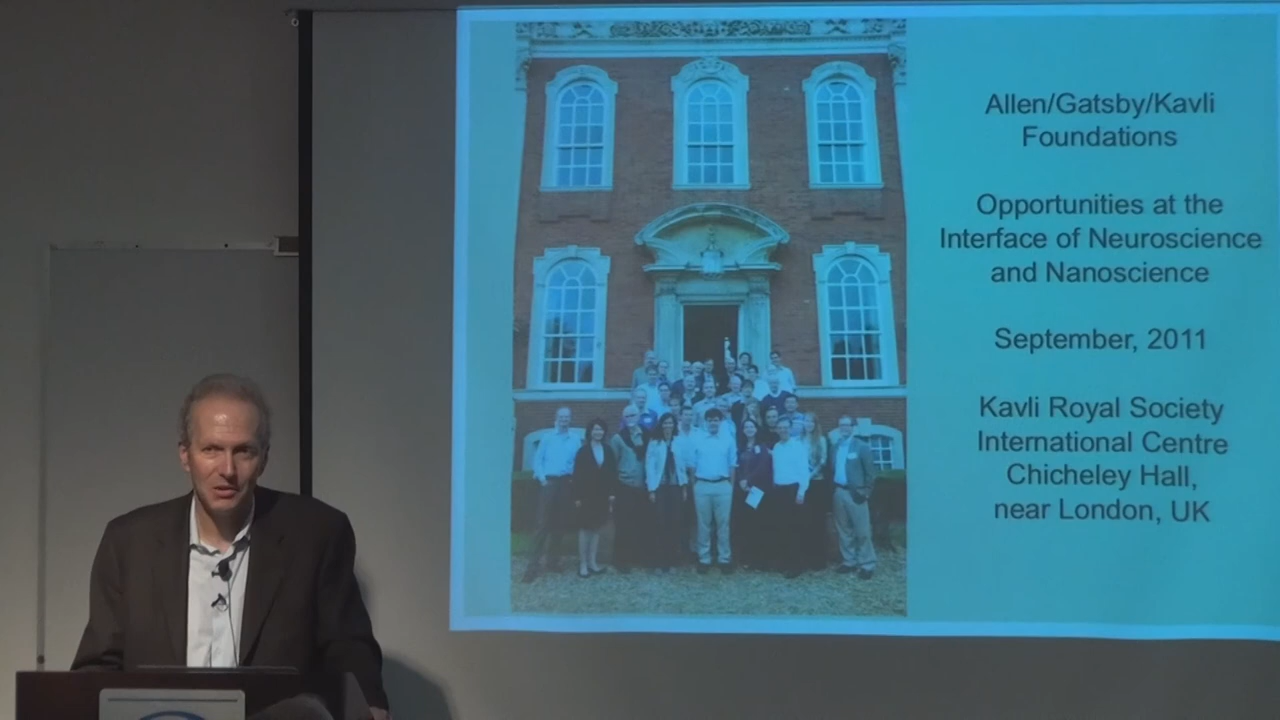 Allen/Gatsby/Kavli
Foundations
Opportunities at the
Interface of Neuroscience
and Nanoscience
September, 2011
Kavli Royal Society
International Centre
Chicheley Hall,
near London, UK